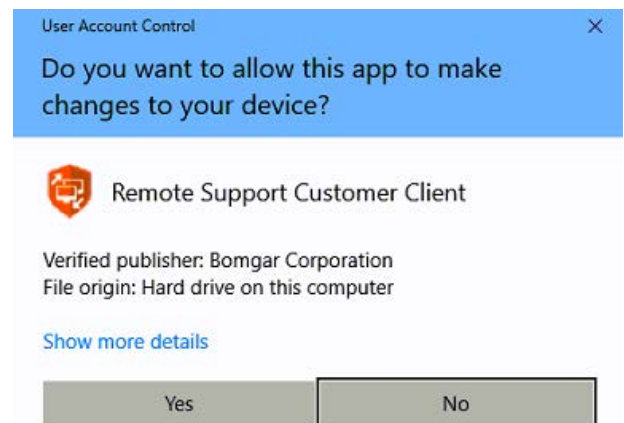 User Account Control
Do you want to allow this app to make
changes to your device?
Remote Support Customer Client
Verified publisher: Bomgar Corporation
File origin: Hard drive on this computer
Show more details
Yes No